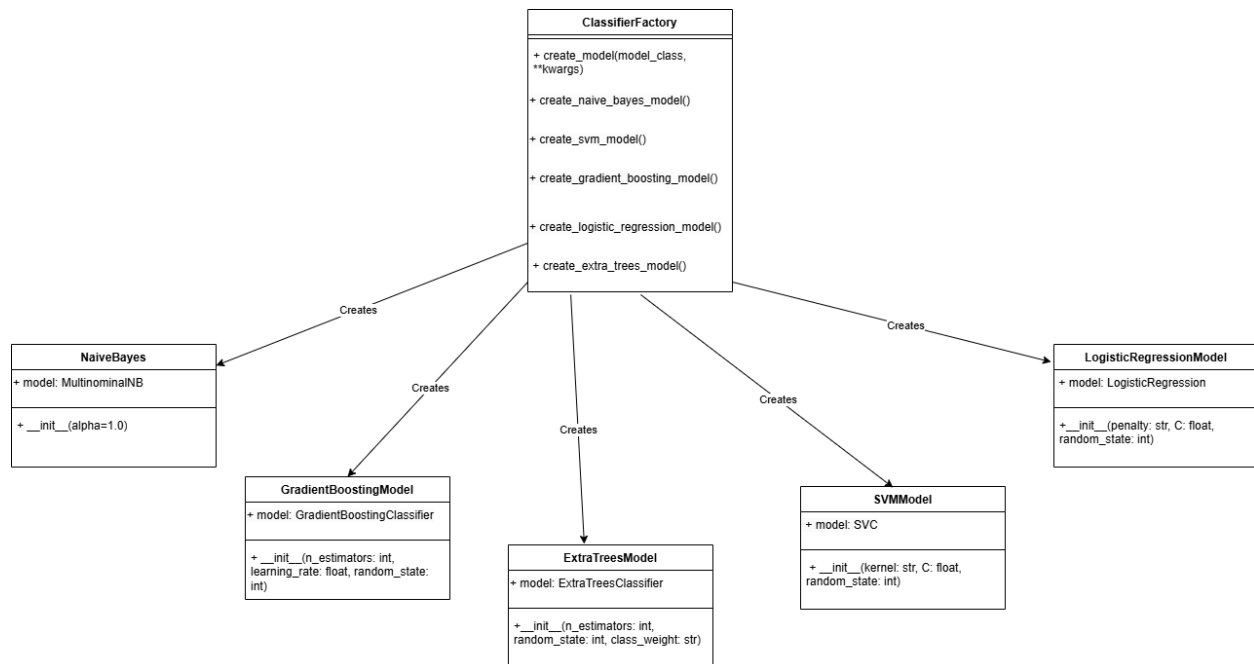 ClassifierFactory
+ create_model(model_class,
**kwargs)
+ create_naive_bayes_model()
+ create_svm_model()
+ create_gradient_boosting_model()
+ create_logistic_regression_model()
+ create_extra_trees_model()
Creates
Creates
Creates
Creates
Creates
NaiveBayes
+ model: MultinominalNB
+ __init__(alpha=1.0)
GradientBoostingModel
+ model: GradientBoostingClassifier
+ __init__(n_estimators: int,
learning_rate: float, random_state:
int)
ExtraTreesModel
+ model: ExtraTreesClassifier
+__init__(n_estimators: int,
random_state: int, class_weight: str)
SVMModel
+ model: SVC
+ __init__(kernel: str, C: float,
random_state: int)
LogisticRegressionModel
+ model: LogisticRegression
+__init__(penalty: str, C: float,
random_state: int)